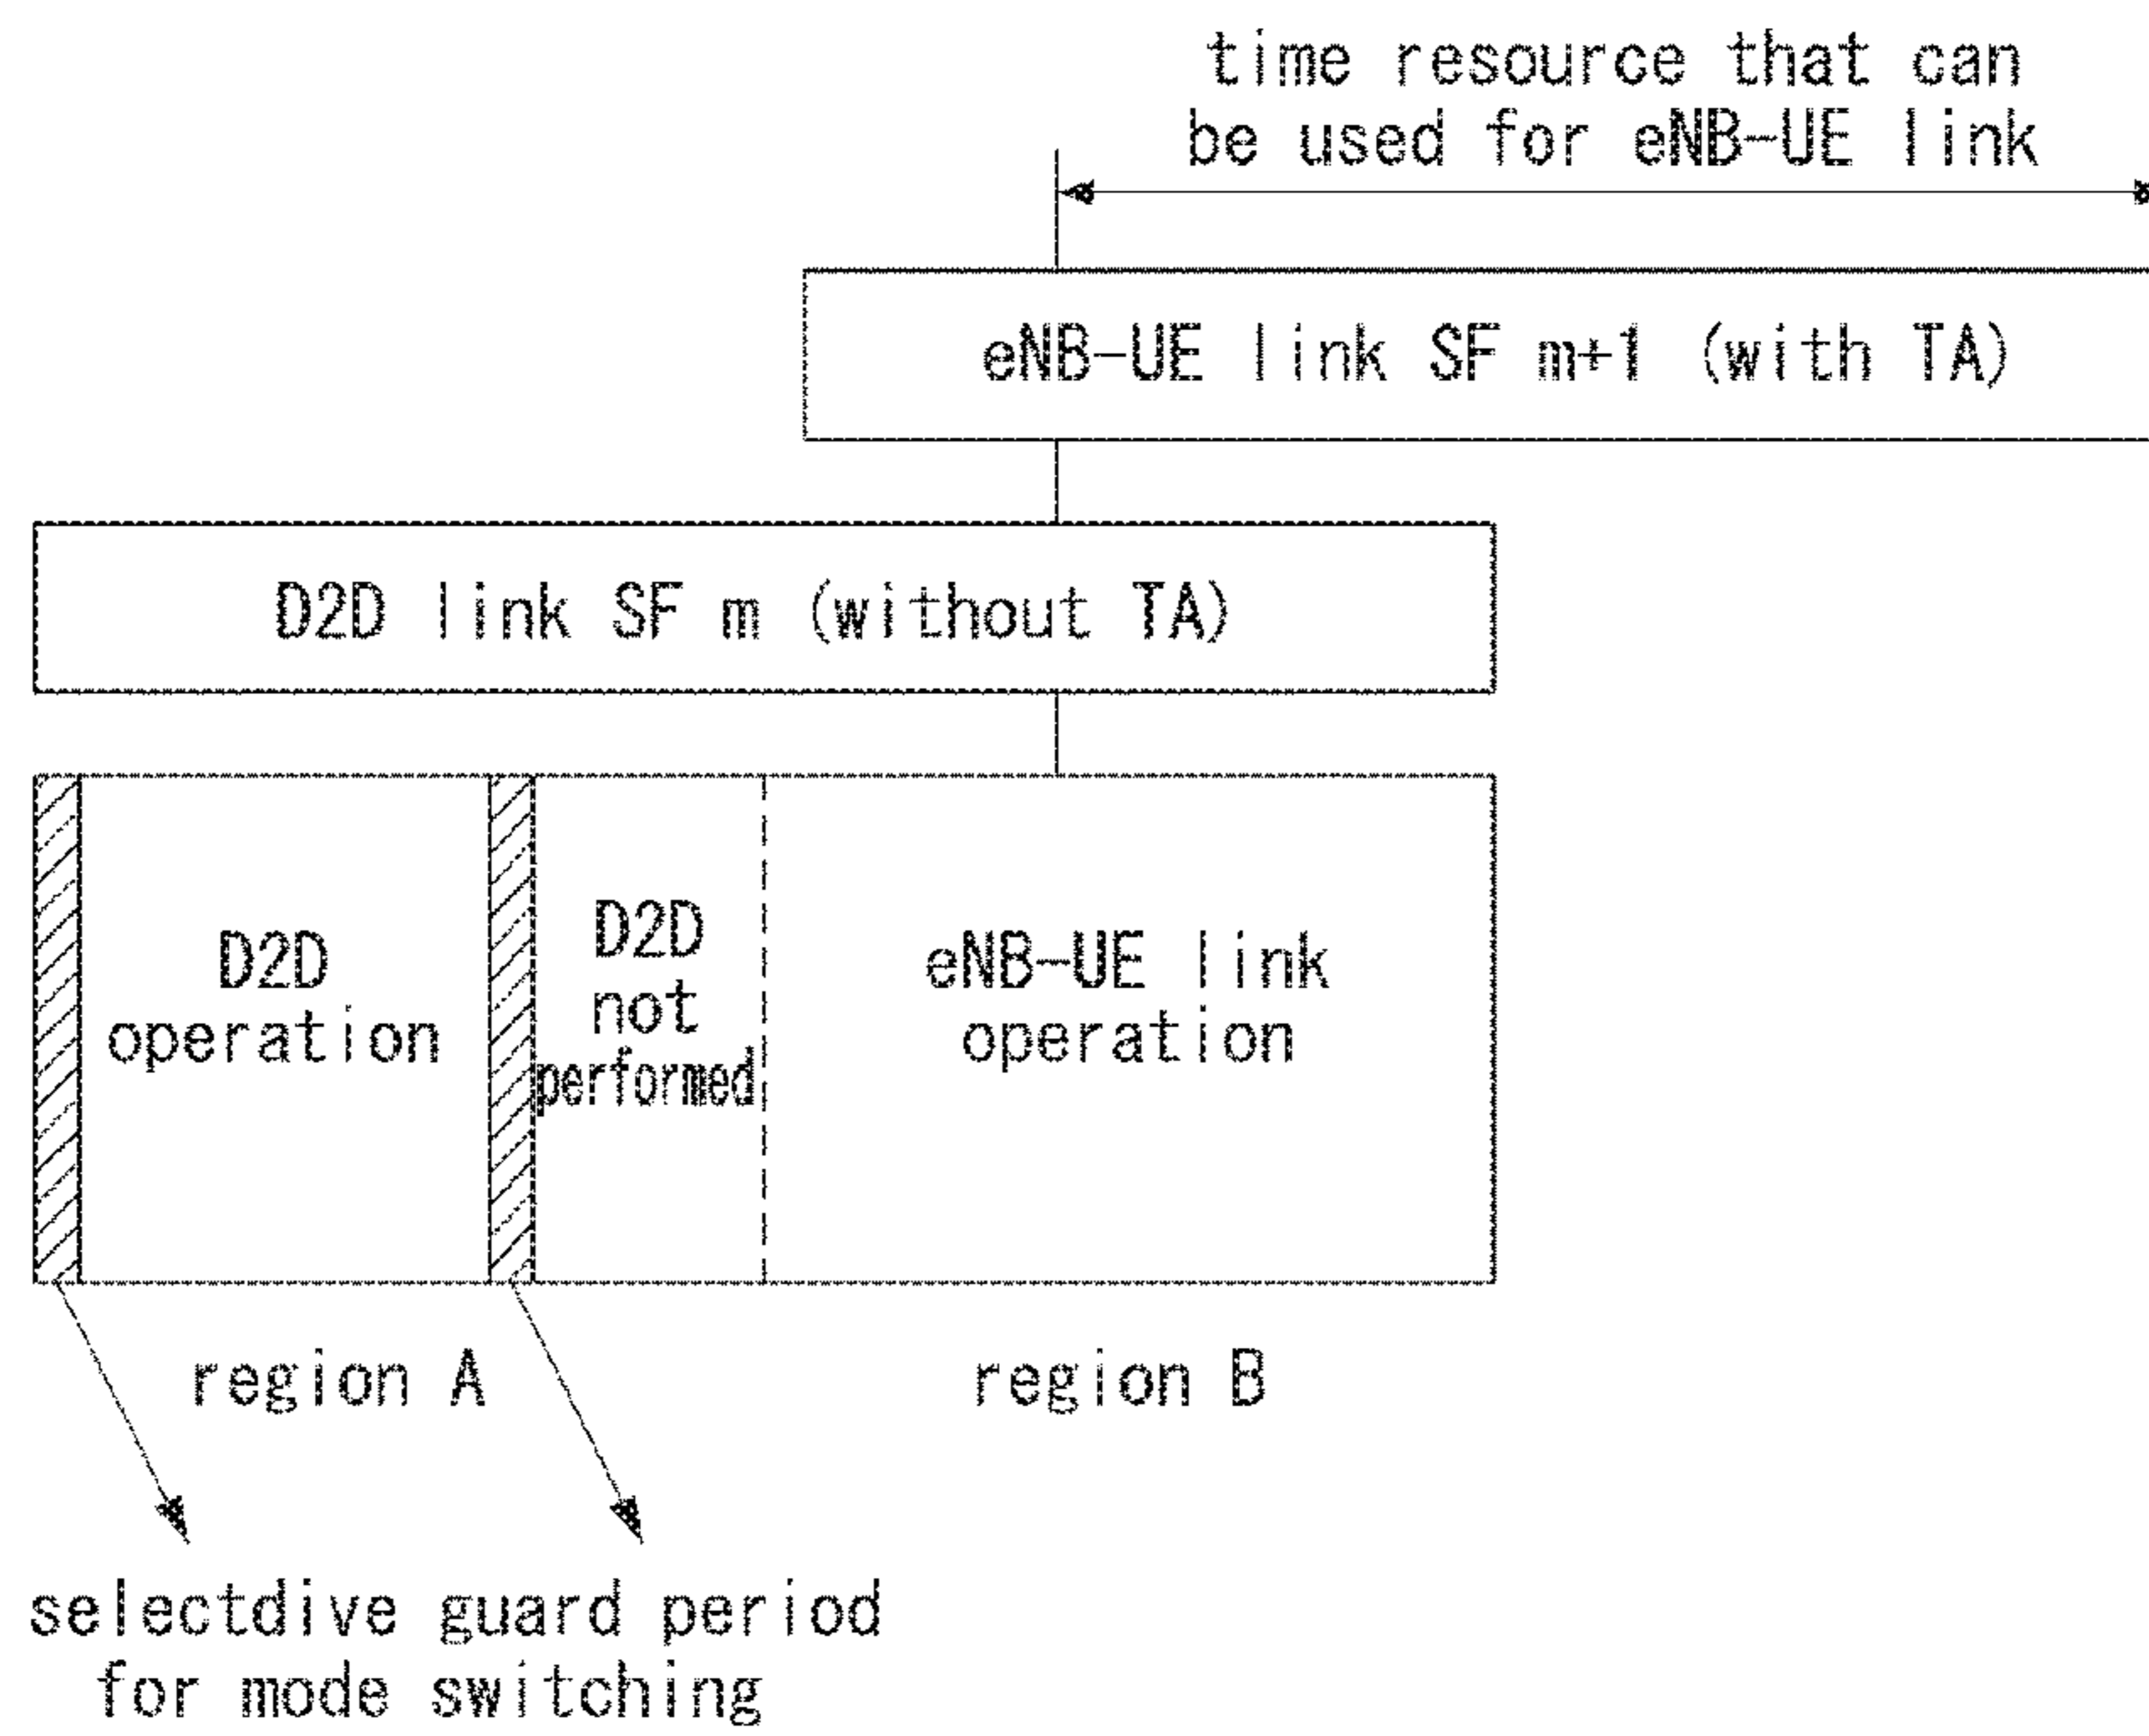 time resource that can
be used for eNB-UE link
eNB-UE link SF m+1 (with TA)
D2D link SF m (without TA)
D2D
operation
D2D
not
performed
eNB-UE link
operation
region A
region B
selectdive guard period
for mode switching